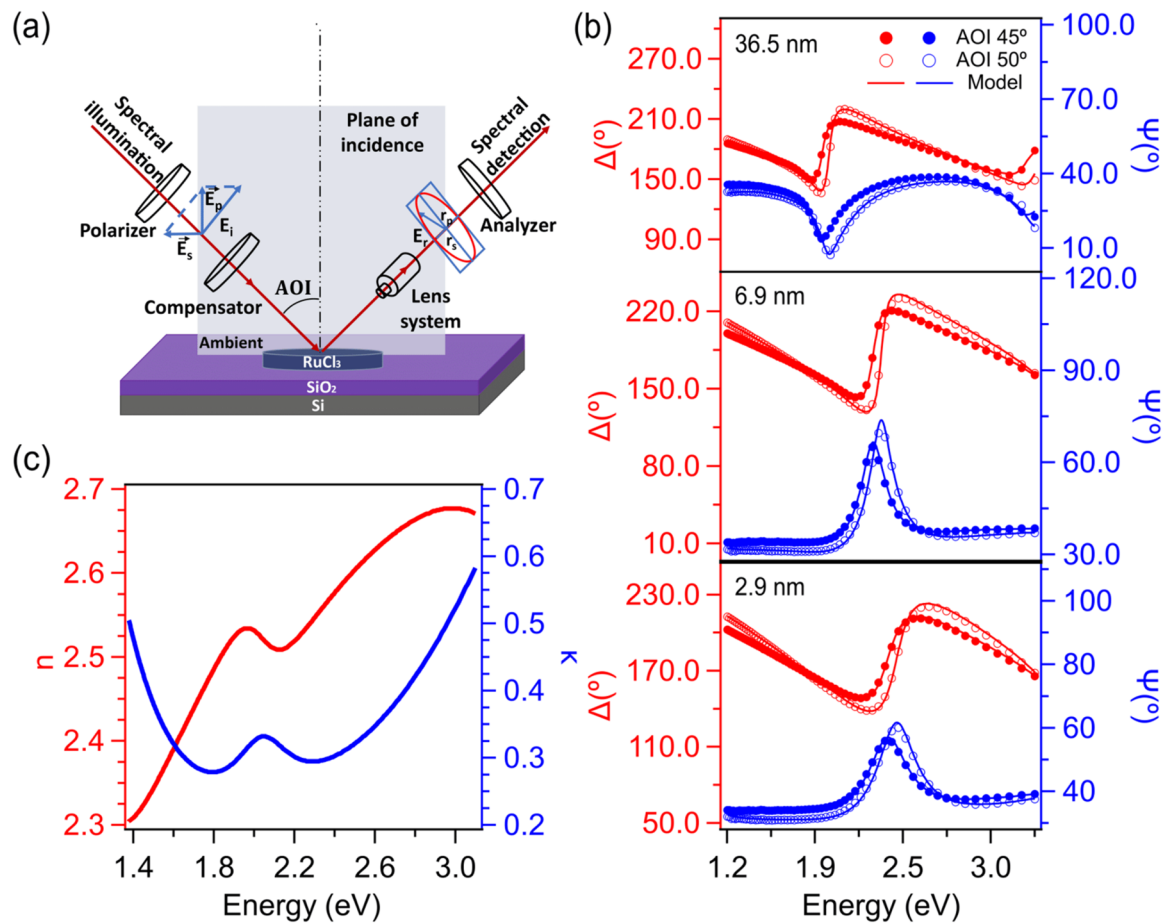 (a)
Spectral
illumination
Plane of
incidence
Spectral
detection
Polarizer
E⃗p
Ei
E⃗s
Compensator
AOI
Er
rp
rs
Analyzer
Lens
system
Ambient
RuCl₃
SiO₂
Si
(b)
36.5 nm
AOI 45º
AOI 50º
Model
270.0
210.0
150.0
90.0
Δ(º)
100.0
70.0
40.0
10.0
Ψ(º)
6.9 nm
220.0
150.0
80.0
10.0
Δ(º)
120.0
90.0
60.0
30.0
Ψ(º)
2.9 nm
230.0
170.0
110.0
50.0
Δ(º)
100
80
60
40
Ψ(º)
1.2 1.9 2.5 3.1
Energy (eV)
(c)
2.7
2.6
2.5
2.4
2.3
n
0.7
0.6
0.5
0.4
0.3
0.2
κ
1.4 1.8 2.2 2.6 3.0
Energy (eV)